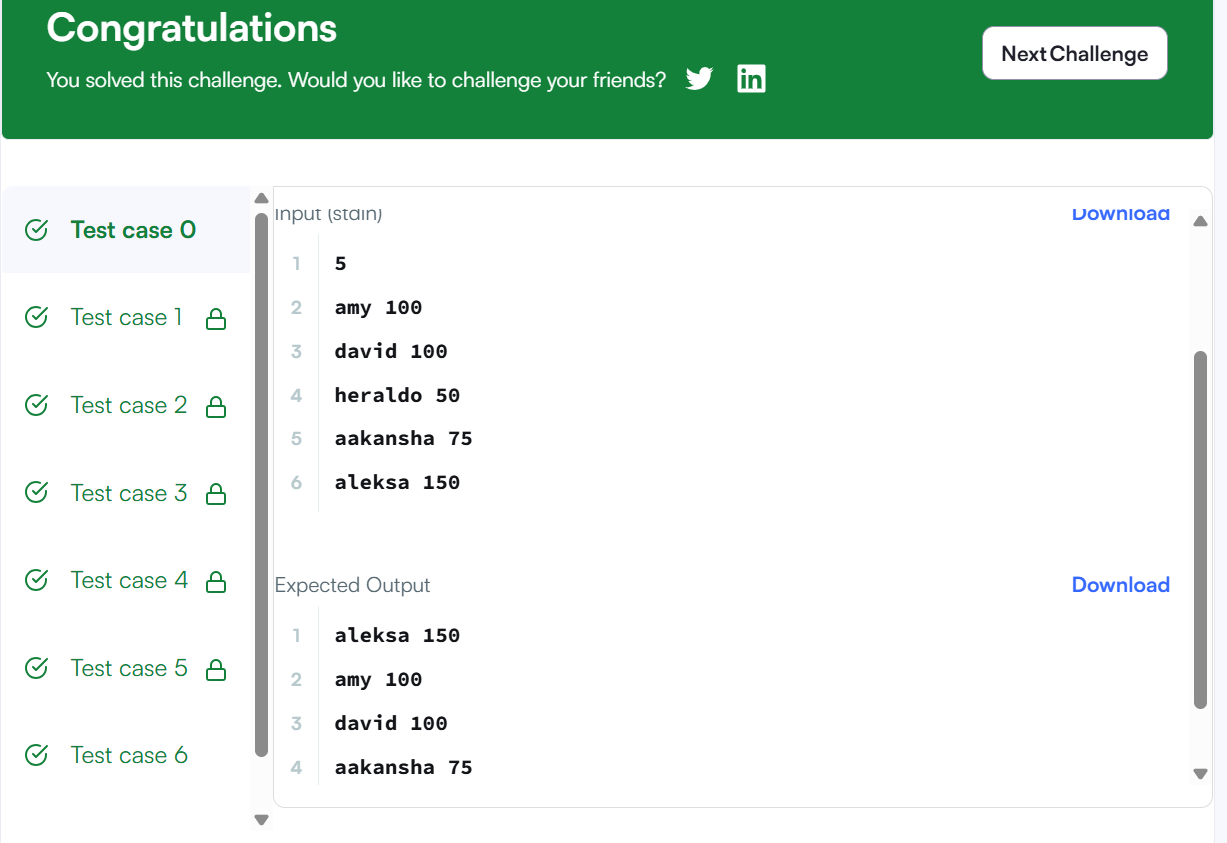 Congratulations
You solved this challenge. Would you like to challenge your friends?
Next Challenge
Test case 0
Test case 1
Test case 2
Test case 3
Test case 4
Test case 5
Test case 6
Input (stdin)
Download
1 5
2 amy 100
3 david 100
4 heraldo 50
5 aakansha 75
6 aleksa 150
Expected Output
Download
1 aleksa 150
2 amy 100
3 david 100
4 aakansha 75